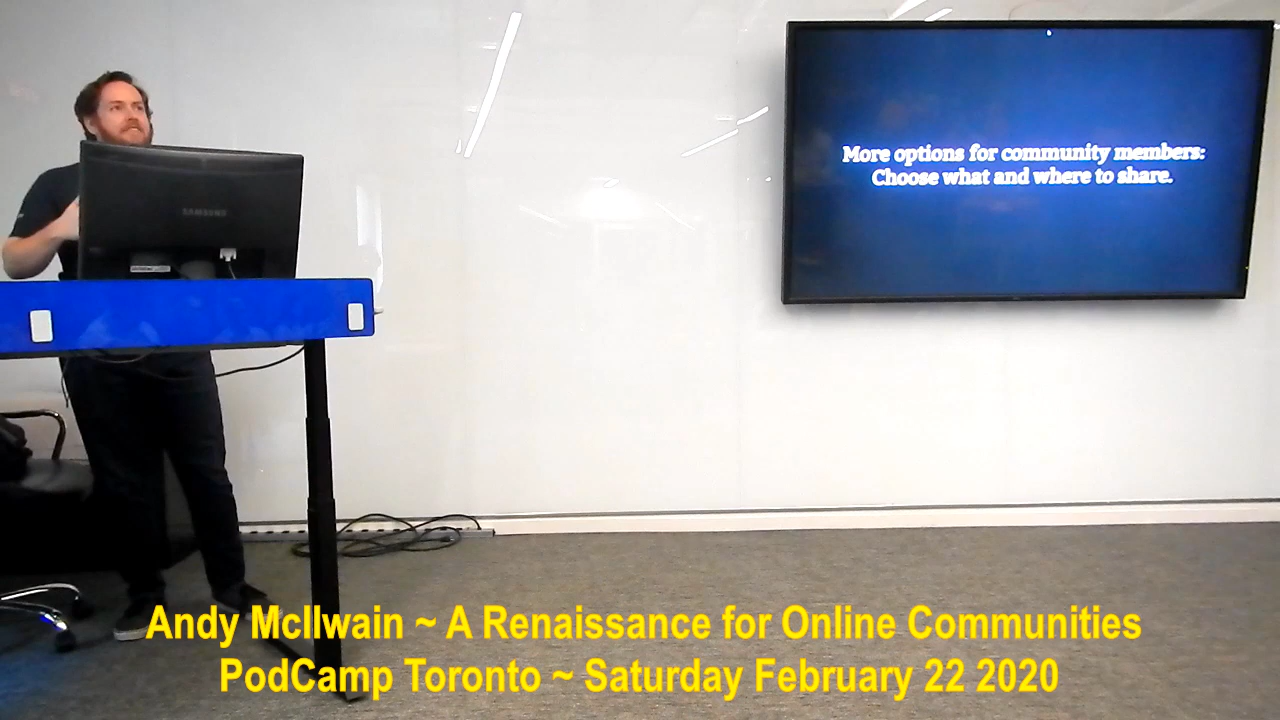 More options for community members:
Choose what and where to share.
SAMSUNG
Andy McIlwain ~ A Renaissance for Online Communities
PodCamp Toronto ~ Saturday February 22 2020